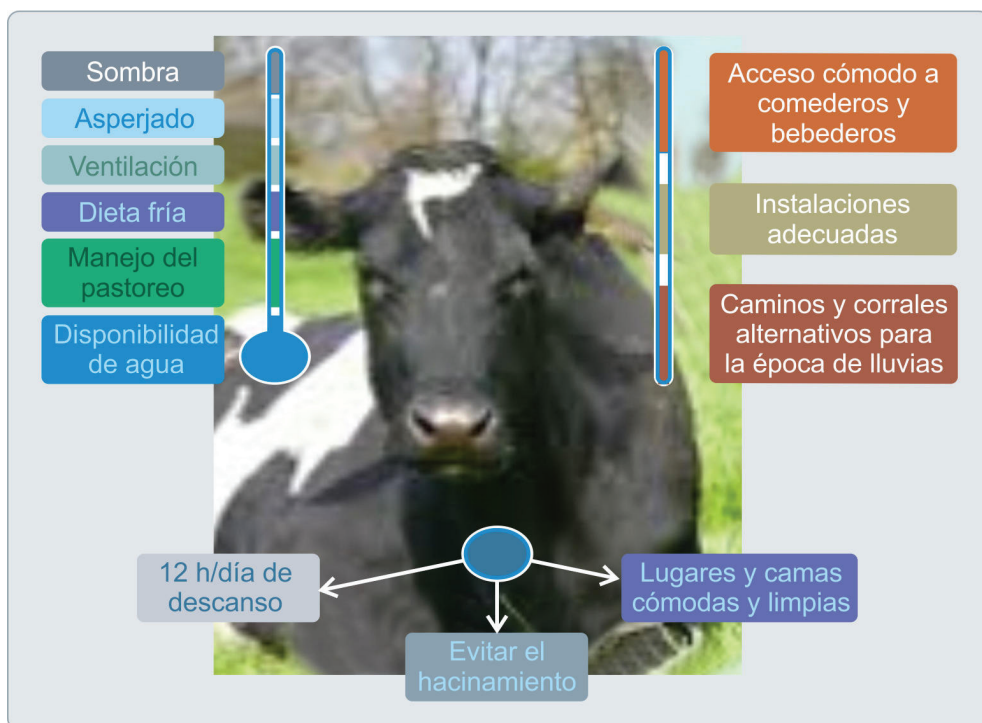 Sombra
Asperjado
Ventilación
Dieta fría
Manejo del
pastoreo
Disponibilidad
de agua
Acceso cómodo a
comederos y
bebederos
Instalaciones
adecuadas
Caminos y corrales
alternativos para
la época de lluvias
12 h/día de
descanso
Evitar el
hacinamiento
Lugares y camas
cómodas y limpias